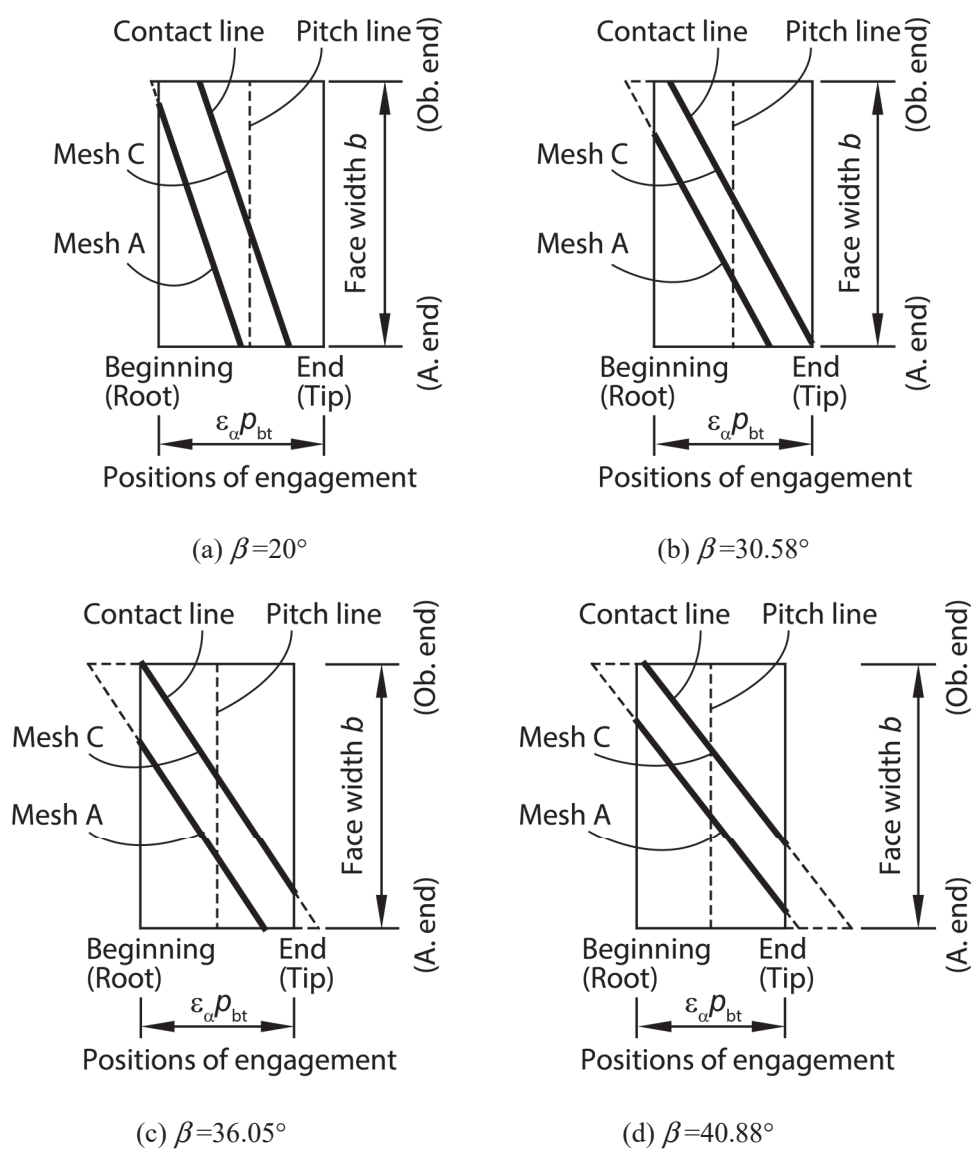 Contact line
Pitch line
(Ob. end)
Mesh C
Mesh A
Face width b
(A. end)
Beginning
(Root)
End
(Tip)
εαpbt
Positions of engagement
(a) β=20°
Contact line
Pitch line
(Ob. end)
Mesh C
Mesh A
Face width b
(A. end)
Beginning
(Root)
End
(Tip)
εαpbt
Positions of engagement
(b) β=30.58°
Contact line
Pitch line
(Ob. end)
Mesh C
Mesh A
Face width b
(A. end)
Beginning
(Root)
End
(Tip)
εαpbt
Positions of engagement
(c) β=36.05°
Contact line
Pitch line
(Ob. end)
Mesh C
Mesh A
Face width b
(A. end)
Beginning
(Root)
End
(Tip)
εαpbt
Positions of engagement
(d) β=40.88°